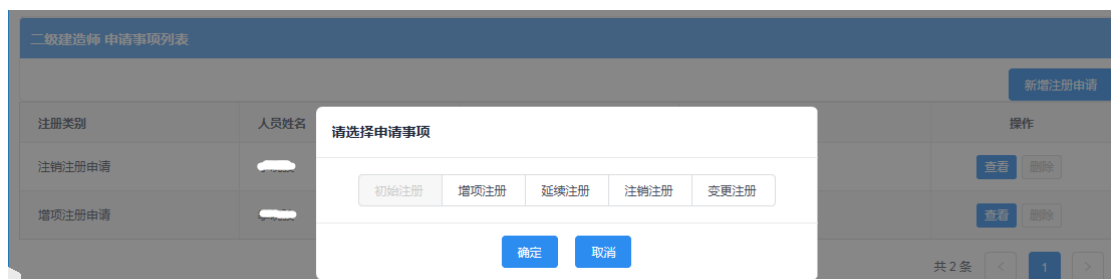 二级建造师 申请事项列表
新增注册申请
注册类别 人员姓名 操作
请选择申请事项
注销注册申请 查看 删除
初始注册 增项注册 延续注册 注销注册 变更注册
增项注册申请 查看 删除
确定 取消
共 2 条 < 1 >